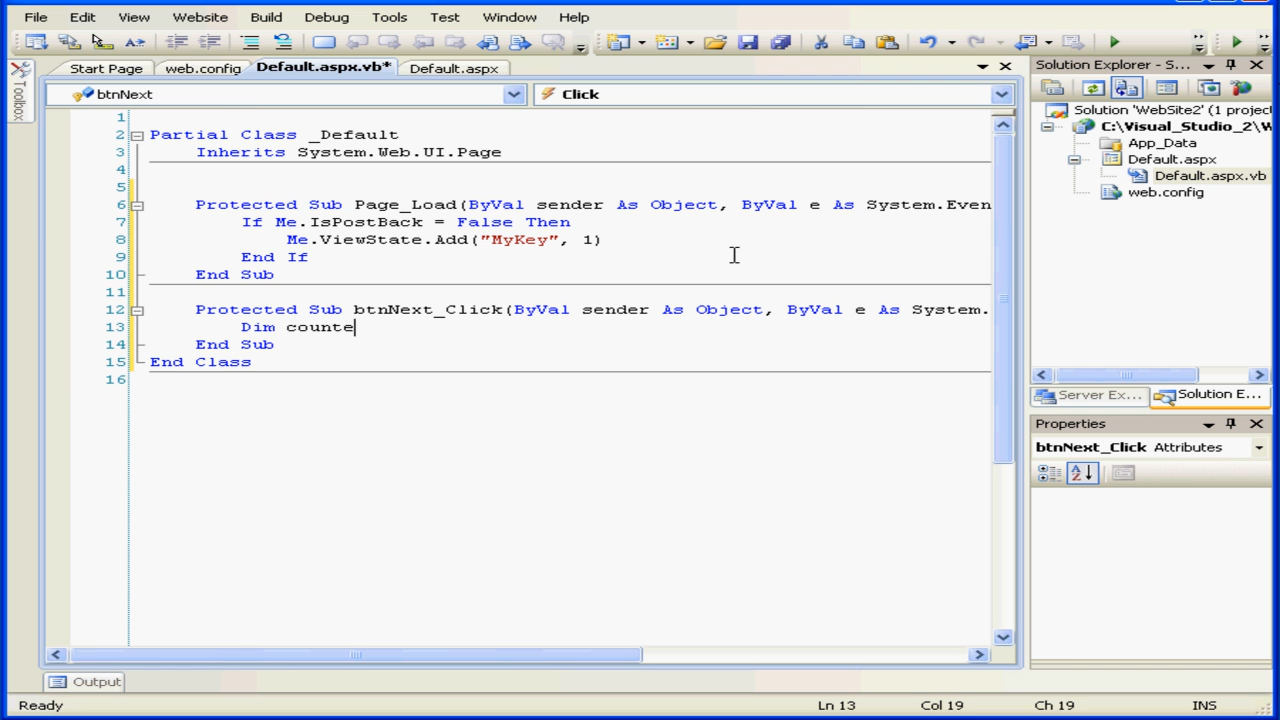 File Edit View Website Build Debug Tools Test Window Help
Toolbox
Start Page web.config Default.aspx.vb* Default.aspx
btnNext Click
1
2 Partial Class _Default
3 Inherits System.Web.UI.Page
4
5
6 Protected Sub Page_Load(ByVal sender As Object, ByVal e As System.Even
7 If Me.IsPostBack = False Then
8 Me.ViewState.Add("MyKey", 1)
9 End If
10 End Sub
11
12 Protected Sub btnNext_Click(ByVal sender As Object, ByVal e As System.
13 Dim counte
14 End Sub
15 End Class
16
Solution Explorer - S...
Solution 'WebSite2' (1 project
C:\Visual_Studio_2\W
App_Data
Default.aspx
Default.aspx.vb
web.config
Server Ex... Solution E...
Properties
btnNext_Click Attributes
Output
Ready Ln 13 Col 19 Ch 19 INS